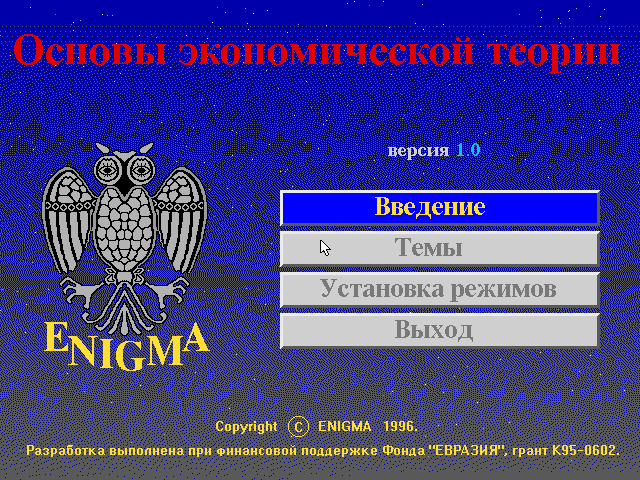 Основы экономической теории
версия 1.0
Введение
Темы
Установка режимов
Выход
ENIGMA
Copyright © ENIGMA 1996.
Разработка выполнена при финансовой поддержке Фонда "ЕВРАЗИЯ", грант K95-0602.